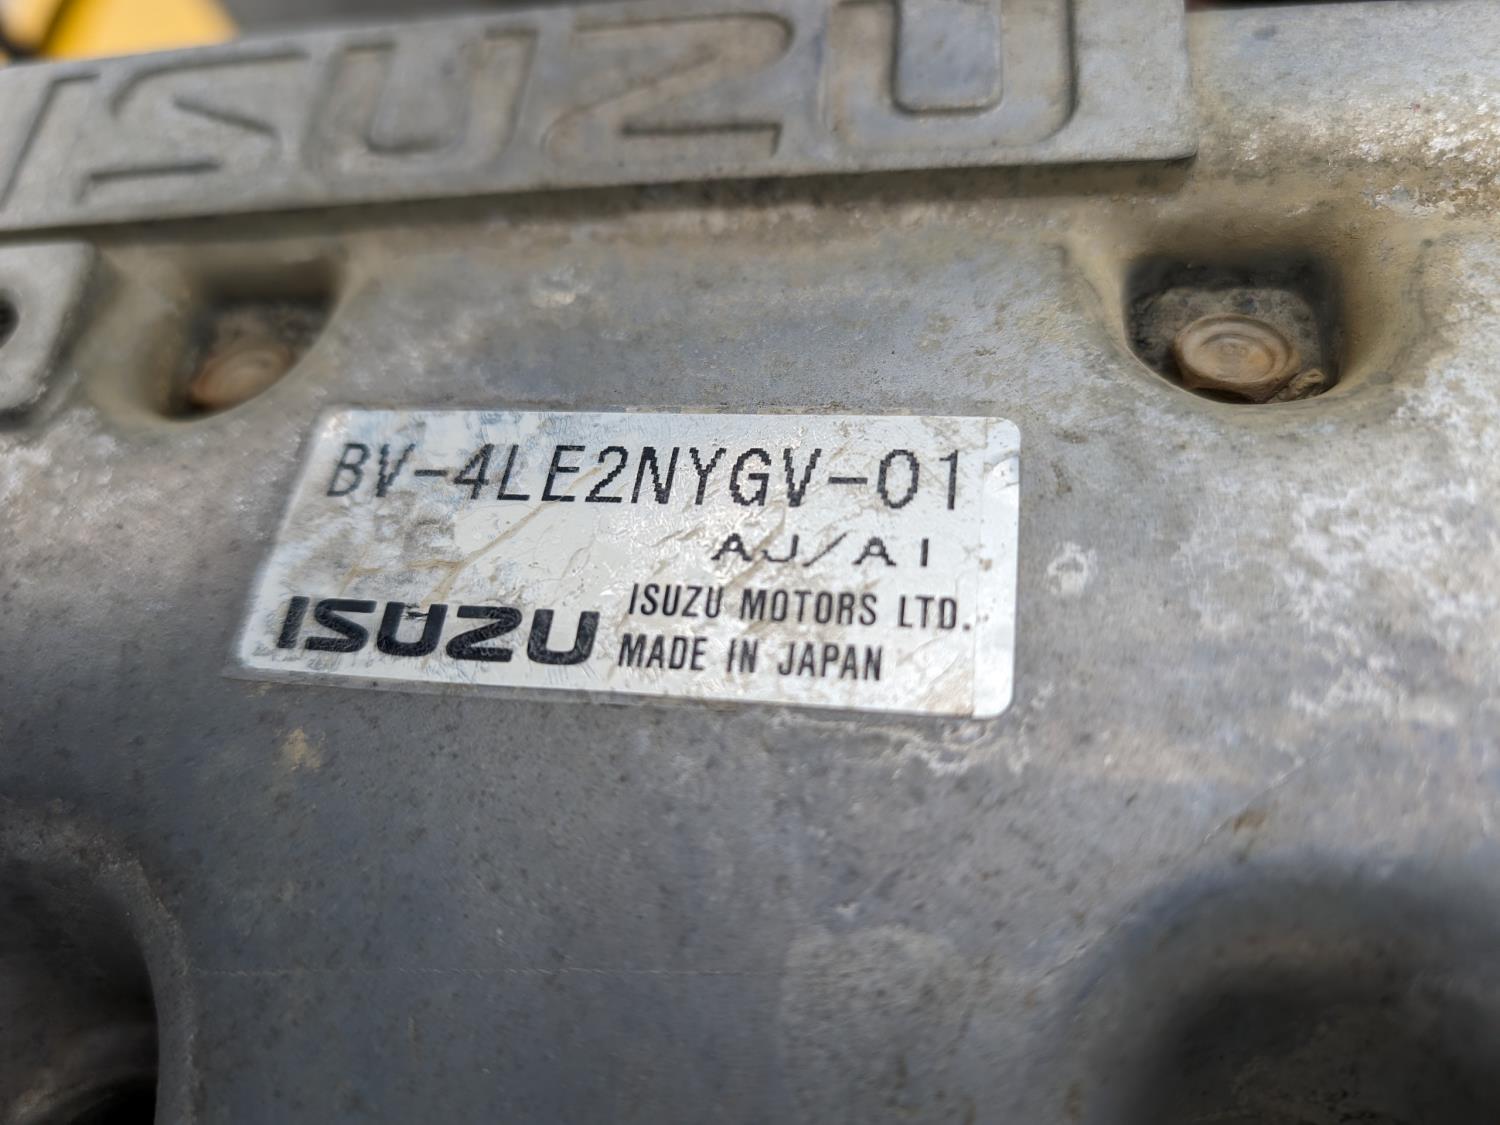 ISUZU
BV-4LE2NYGV-01
AJ/AI
ISUZU ISUZU MOTORS LTD.
MADE IN JAPAN